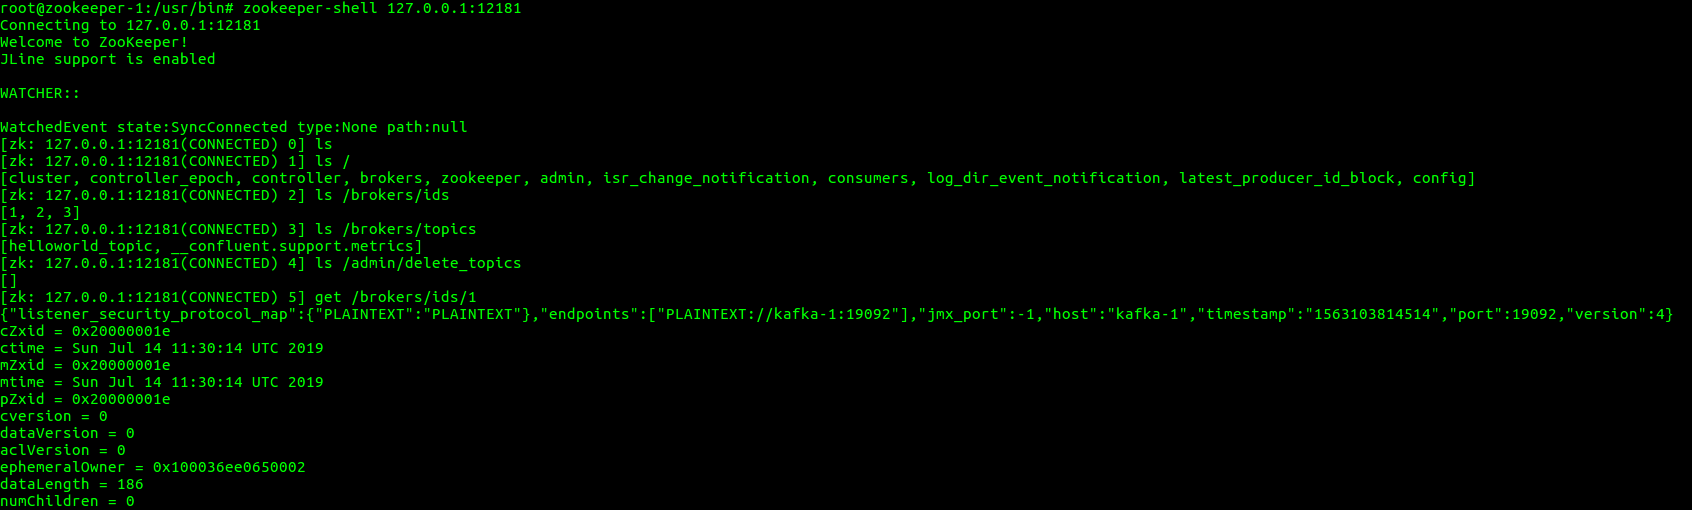 root@zookeeper-1:/usr/bin# zookeeper-shell 127.0.0.1:12181
Connecting to 127.0.0.1:12181
Welcome to ZooKeeper!
JLine support is enabled
WATCHER::
WatchedEvent state:SyncConnected type:None path:null
[zk: 127.0.0.1:12181(CONNECTED) 0] ls
[zk: 127.0.0.1:12181(CONNECTED) 1] ls /
[cluster, controller_epoch, controller, brokers, zookeeper, admin, isr_change_notification, consumers, log_dir_event_notification, latest_producer_id_block, config]
[zk: 127.0.0.1:12181(CONNECTED) 2] ls /brokers/ids
[1, 2, 3]
[zk: 127.0.0.1:12181(CONNECTED) 3] ls /brokers/topics
[helloworld_topic, __confluent.support.metrics]
[zk: 127.0.0.1:12181(CONNECTED) 4] ls /admin/delete_topics
[]
[zk: 127.0.0.1:12181(CONNECTED) 5] get /brokers/ids/1
{"listener_security_protocol_map":{"PLAINTEXT":"PLAINTEXT"},"endpoints":["PLAINTEXT://kafka-1:19092"],"jmx_port":-1,"host":"kafka-1","timestamp":"1563103814514","port":19092,"version":4}
cZxid = 0x20000001e
ctime = Sun Jul 14 11:30:14 UTC 2019
mZxid = 0x20000001e
mtime = Sun Jul 14 11:30:14 UTC 2019
pZxid = 0x20000001e
cversion = 0
dataVersion = 0
aclVersion = 0
ephemeralOwner = 0x100036ee0650002
dataLength = 186
numChildren = 0